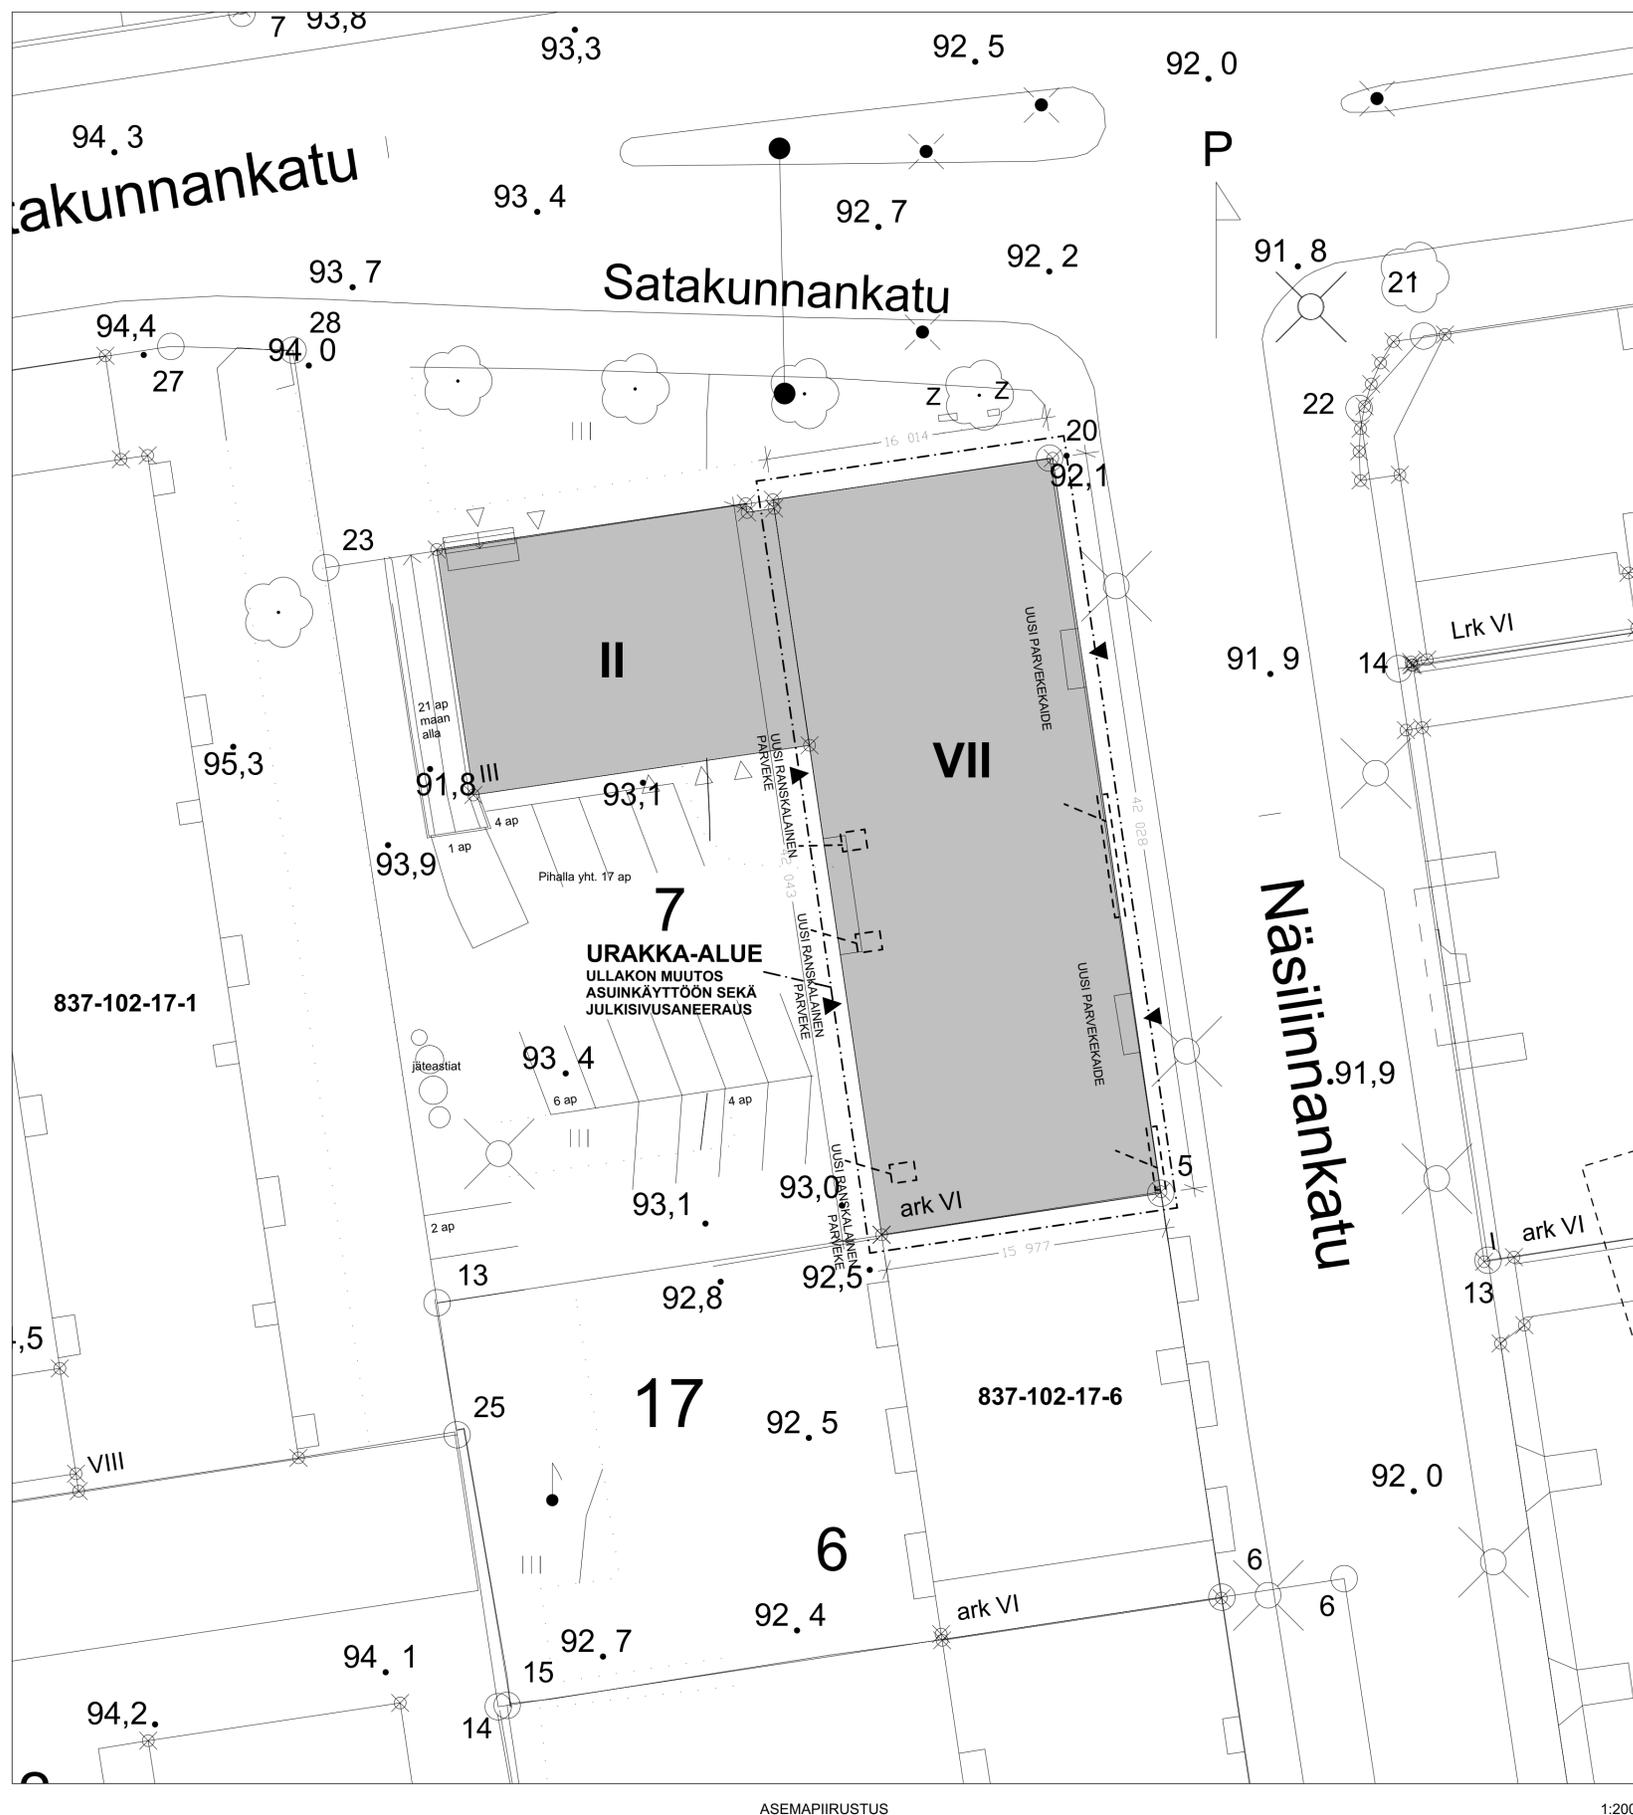 7
93,8
93,3
92.5
92.0
94.3
takunnankatu
P
93.4
92.7
92.2
91.8
21
93.7
Satakunnankatu
94,4
28
94.0
27
Z
Z
22
16 014
20
92,1
23
UUSI PARVEKEKAIDE
Lrk VI
II
91.9
14
21 ap
maan
alla
95,3
91,8
III
93,1
UUSI RANSKALAINEN
PARVEKE
VII
4 ap
42 028
1 ap
93,9
Pihalla yht. 17 ap
42 043
7
URAKKA-ALUE
ULLAKON MUUTOS
ASUINKÄYTTÖÖN SEKÄ
JULKISIVUSANEERAUS
UUSI RANSKALAINEN
PARVEKE
UUSI PARVEKEKAIDE
Näsilinnankatu
837-102-17-1
93.4
jäteastiat
91,9
6 ap
4 ap
93,1
93,0
UUSI RANSKALAINEN
PARVEKE
ark VI
5
2 ap
ark VI
I
13
92,8
92,5
15 977
13
,5
17
837-102-17-6
25
92.5
VIII
92.0
6
6
6
92.4
ark VI
92.7
94.1
15
94,2
14
ASEMAPIIRUSTUS
1:200